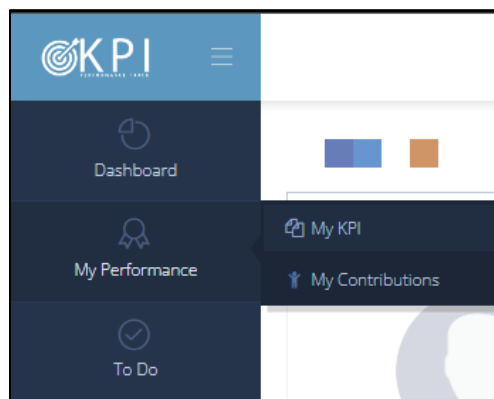 KPI
Dashboard
My Performance
My KPI
My Contributions
To Do